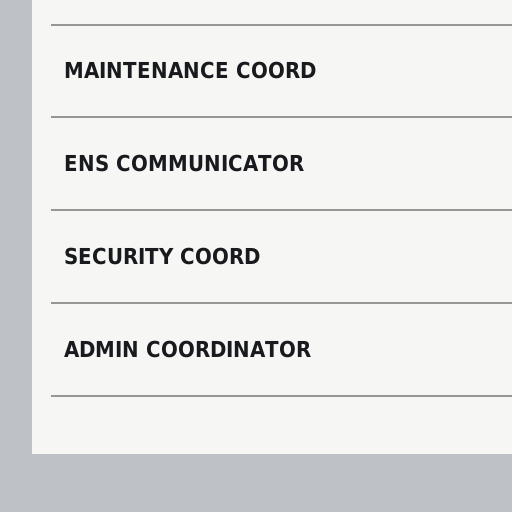 MAINTENANCE COORD
ENS COMMUNICATOR
SECURITY COORD
ADMIN COORDINATOR